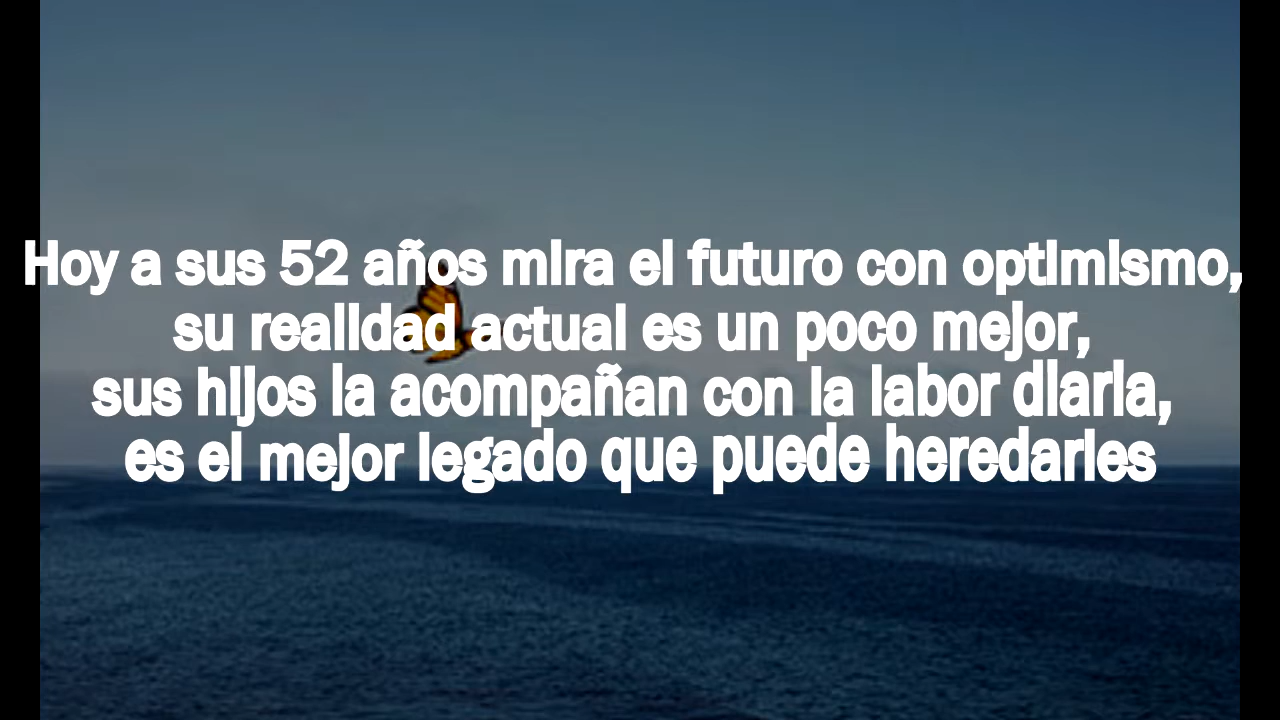 Hoy a sus 52 años mira el futuro con optimismo,
su realidad actual es un poco mejor,
sus hijos la acompañan con la labor diaria,
es el mejor legado que puede heredarles